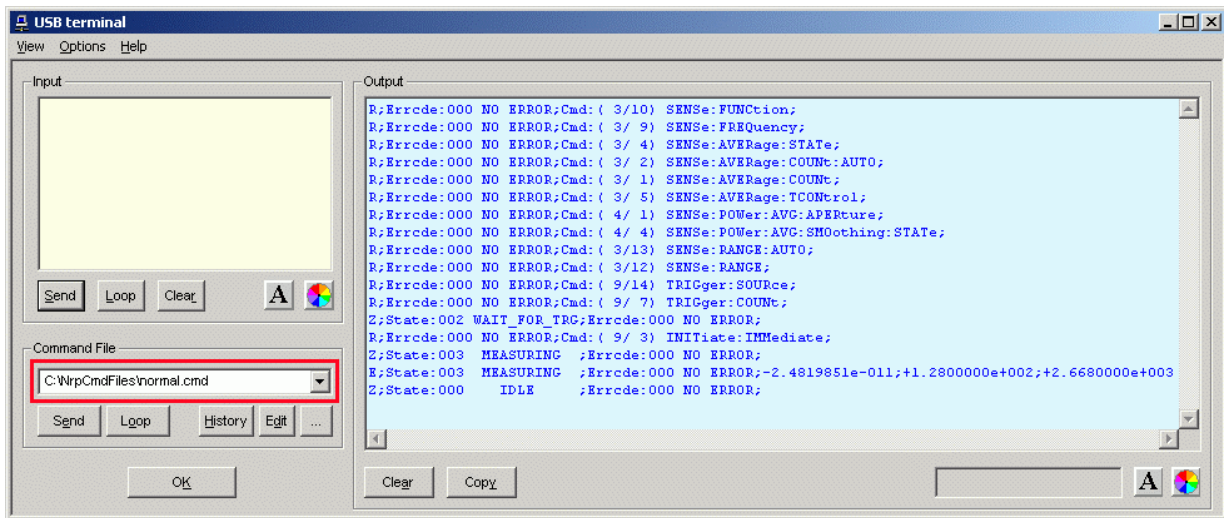 USB terminal
View Options Help
Input
Send Loop Clear
A
Command File
C:\NrpCmdFiles\normal.cmd
Send Loop History Edit ...
OK
Output
R;Errcde:000 NO ERROR;Cmd:( 3/10) SENSe:FUNCtion;
R;Errcde:000 NO ERROR;Cmd:( 3/ 9) SENSe:FREQuency;
R;Errcde:000 NO ERROR;Cmd:( 3/ 4) SENSe:AVERage:STATe;
R;Errcde:000 NO ERROR;Cmd:( 3/ 2) SENSe:AVERage:COUNt:AUTO;
R;Errcde:000 NO ERROR;Cmd:( 3/ 1) SENSe:AVERage:COUNt;
R;Errcde:000 NO ERROR;Cmd:( 3/ 5) SENSe:AVERage:TCONtrol;
R;Errcde:000 NO ERROR;Cmd:( 4/ 1) SENSe:POWer:AVG:APERture;
R;Errcde:000 NO ERROR;Cmd:( 4/ 4) SENSe:POWer:AVG:SMOothing:STATe;
R;Errcde:000 NO ERROR;Cmd:( 3/13) SENSe:RANGE:AUTO;
R;Errcde:000 NO ERROR;Cmd:( 3/12) SENSe:RANGE;
R;Errcde:000 NO ERROR;Cmd:( 9/14) TRIGger:SOURce;
R;Errcde:000 NO ERROR;Cmd:( 9/ 7) TRIGger:COUNt;
Z;State:002 WAIT_FOR_TRG;Errcde:000 NO ERROR;
R;Errcde:000 NO ERROR;Cmd:( 9/ 3) INITiate:IMMediate;
Z;State:003 MEASURING ;Errcde:000 NO ERROR;
E;State:003 MEASURING ;Errcde:000 NO ERROR;-2.4819851e-011;+1.2800000e+002;+2.6680000e+003
Z;State:000 IDLE ;Errcde:000 NO ERROR;
Clear Copy
A